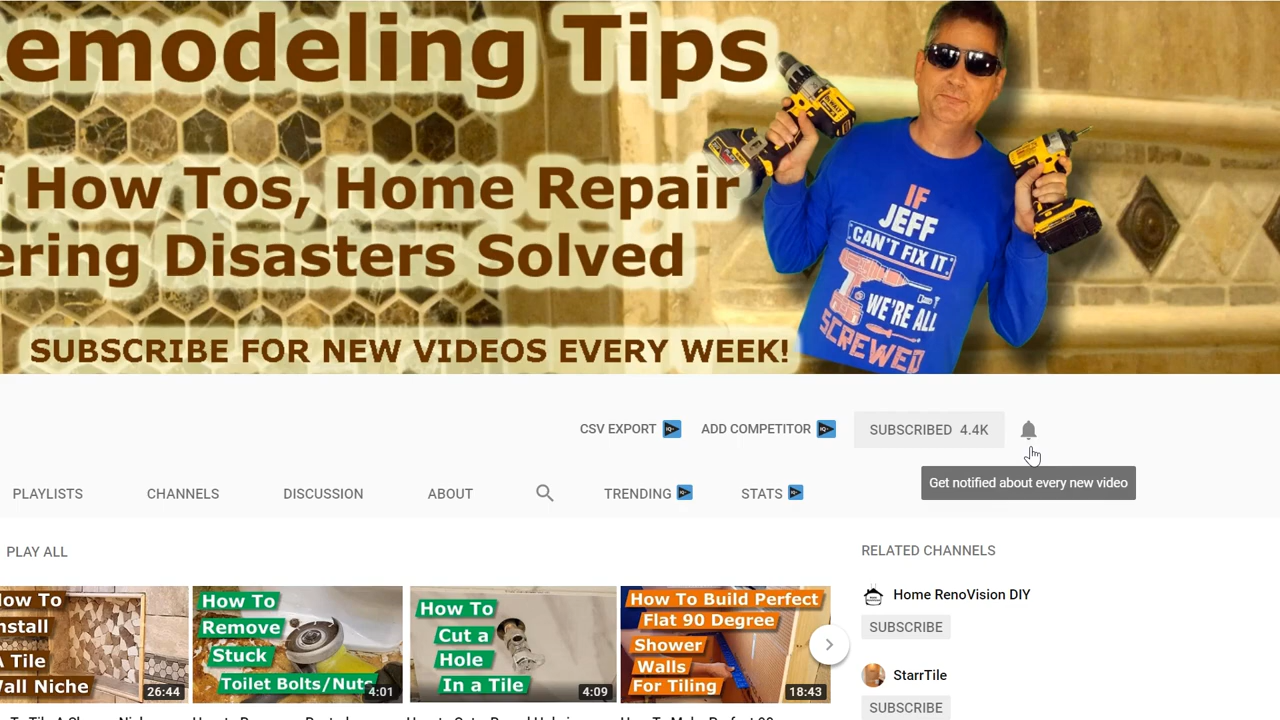 emodeling Tips
f How Tos, Home Repair
ering Disasters Solved
SUBSCRIBE FOR NEW VIDEOS EVERY WEEK!
IF
JEFF
CAN'T FIX IT
WE'RE ALL
SCREWED
CSV EXPORT
ADD COMPETITOR
SUBSCRIBED 4.4K
Get notified about every new video
PLAYLISTS
CHANNELS
DISCUSSION
ABOUT
TRENDING
STATS
PLAY ALL
ow To
nstall
A Tile
all Niche
26:44
How To
Remove
Stuck
Toilet Bolts/Nuts
4:01
How To
Cut a
Hole
In a Tile
4:09
How To Build Perfect
Flat 90 Degree
Shower
Walls
For Tiling
18:43
RELATED CHANNELS
Home RenoVision DIY
SUBSCRIBE
StarrTile
SUBSCRIBE